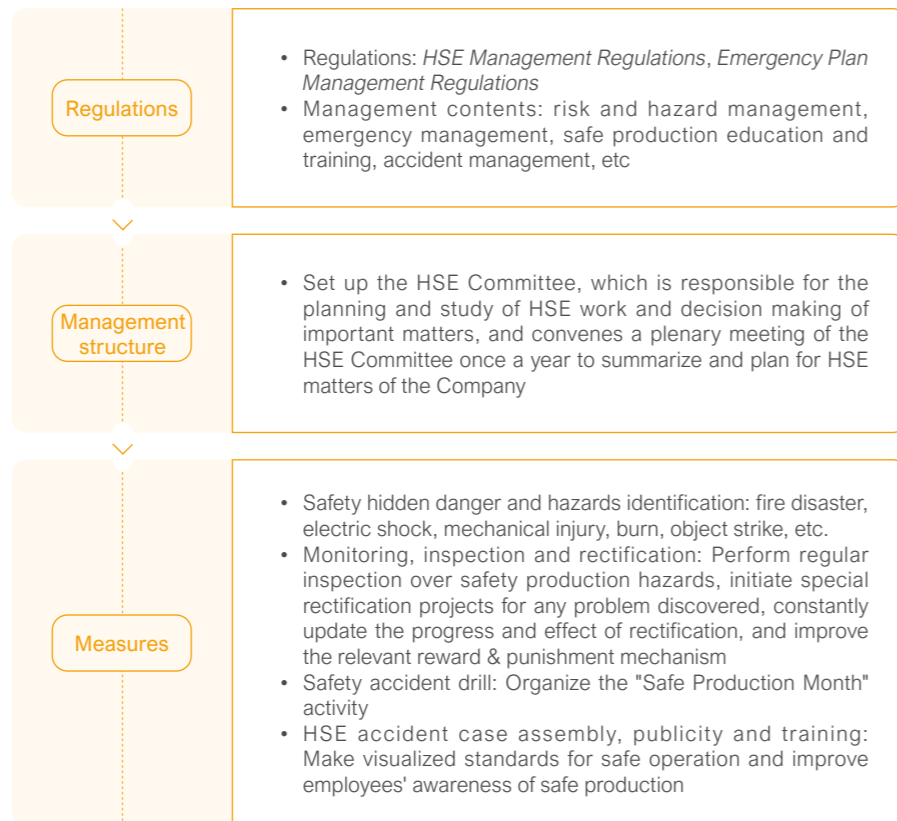 Regulations
• Regulations: HSE Management Regulations, Emergency Plan
Management Regulations
• Management contents: risk and hazard management,
emergency management, safe production education and
training, accident management, etc
Management
structure
• Set up the HSE Committee, which is responsible for the
planning and study of HSE work and decision making of
important matters, and convenes a plenary meeting of the
HSE Committee once a year to summarize and plan for HSE
matters of the Company
Measures
• Safety hidden danger and hazards identification: fire disaster,
electric shock, mechanical injury, burn, object strike, etc.
• Monitoring, inspection and rectification: Perform regular
inspection over safety production hazards, initiate special
rectification projects for any problem discovered, constantly
update the progress and effect of rectification, and improve
the relevant reward & punishment mechanism
• Safety accident drill: Organize the "Safe Production Month"
activity
• HSE accident case assembly, publicity and training:
Make visualized standards for safe operation and improve
employees' awareness of safe production